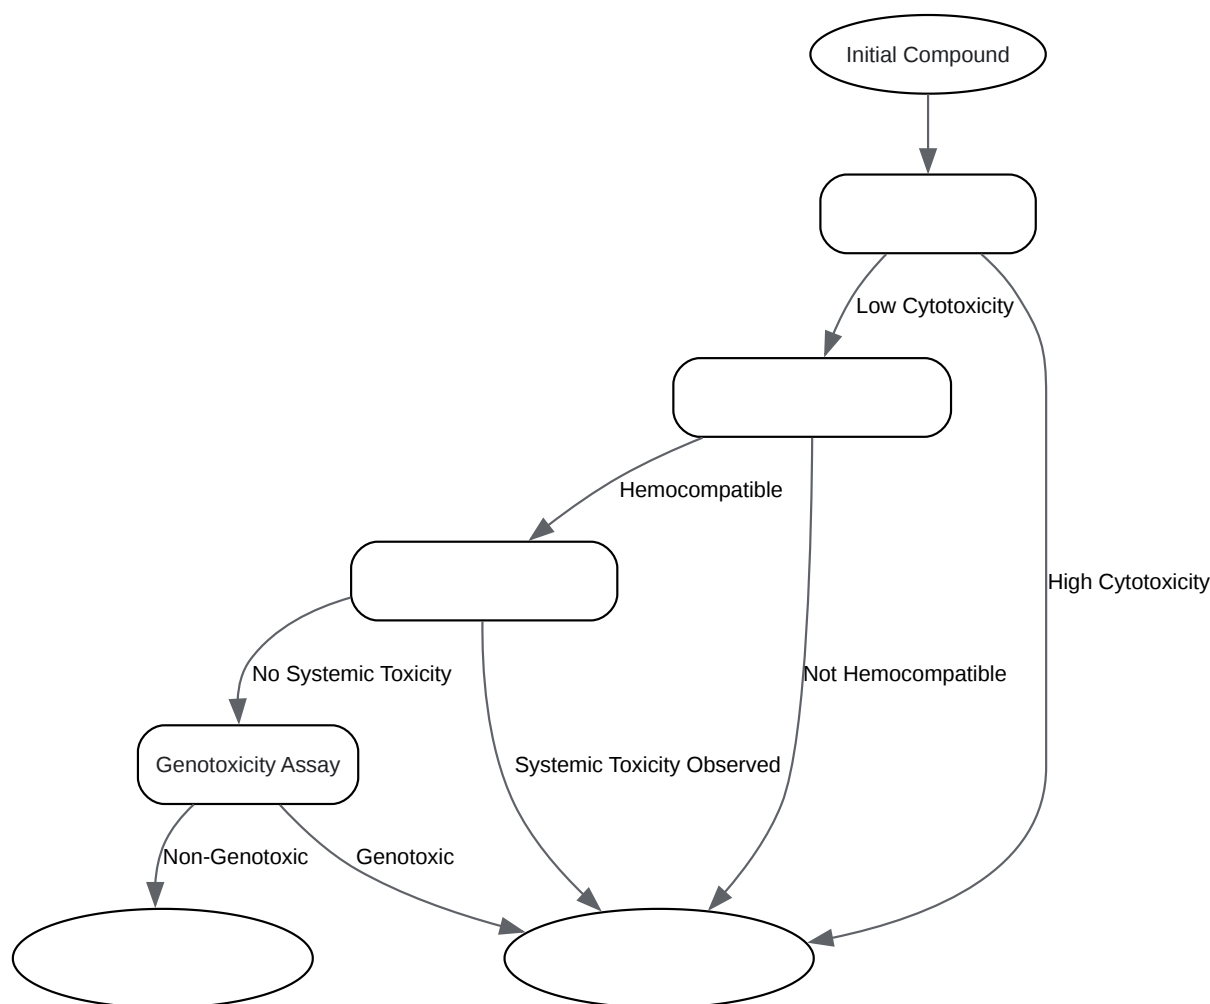 Initial Compound
Low Cytotoxicity
Hemocompatible
High Cytotoxicity
No Systemic Toxicity
Not Hemocompatible
Genotoxicity Assay
Systemic Toxicity Observed
Non-Genotoxic
Genotoxic